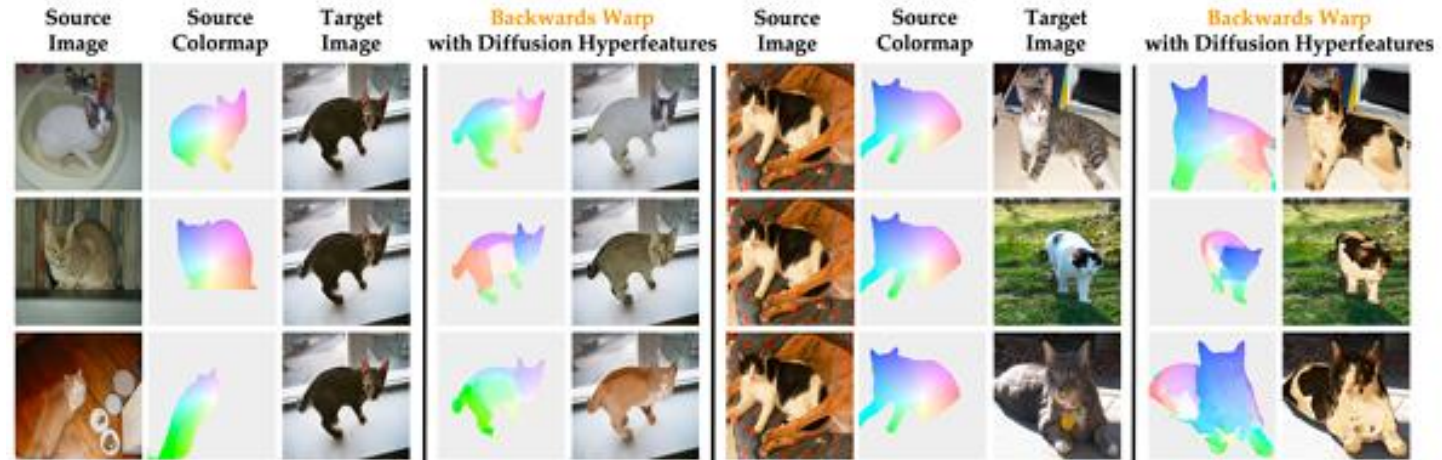 Source Image
Source Colormap
Target Image
Backwards Warp
with Diffusion Hyperfeatures
Source Image
Source Colormap
Target Image
Backwards Warp
with Diffusion Hyperfeatures